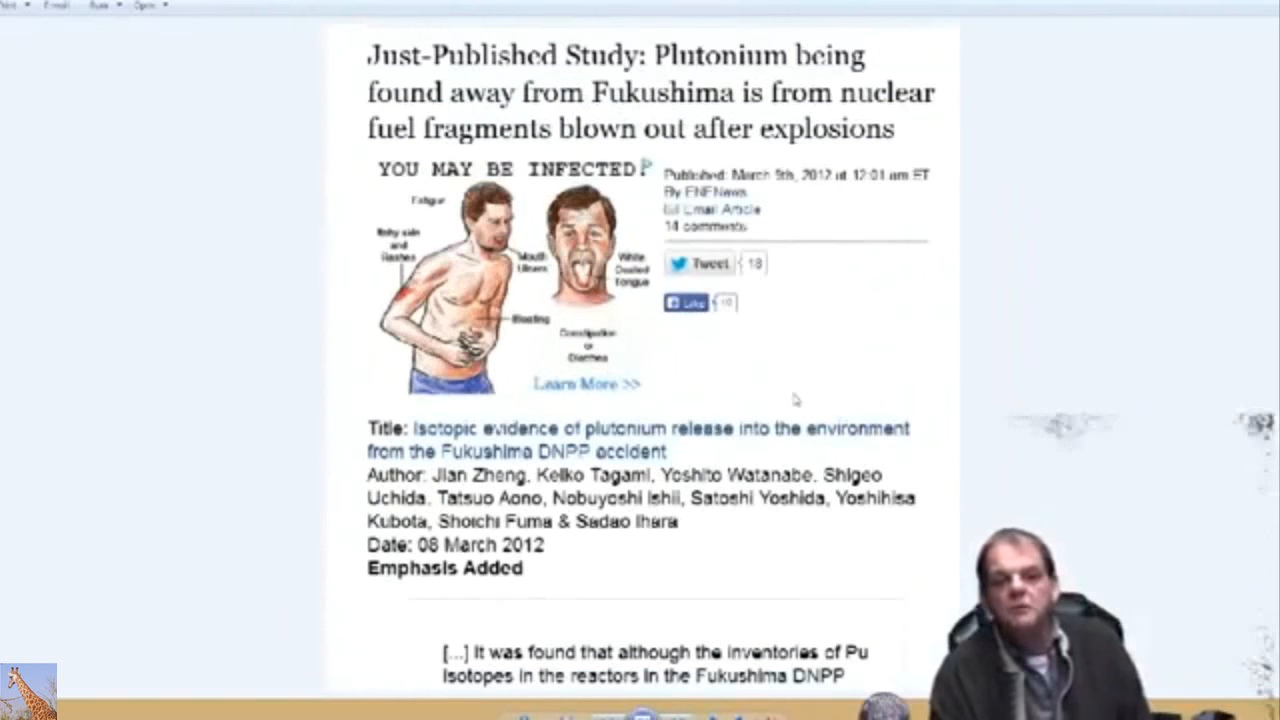 Just-Published Study: Plutonium being
found away from Fukushima is from nuclear
fuel fragments blown out after explosions
YOU MAY BE INFECTED?
Fatigue
Itchy skin
and
Rashes
Mouth
Ulcers
White
Coated
Tongue
Bloating
Constipation
or
Diarrhea
Learn More >>
Published: March 9th, 2012 at 12:01 am ET
By ENENews
Email Article
14 comments
Tweet
18
Like
Title: Isotopic evidence of plutonium release into the environment
from the Fukushima DNPP accident
Author: Jian Zheng, Keiko Tagami, Yoshito Watanabe, Shigeo
Uchida, Tatsuo Aono, Nobuyoshi Ishii, Satoshi Yoshida, Yoshihisa
Kubota, Shoichi Fuma & Sadao Ihara
Date: 08 March 2012
Emphasis Added
[...] It was found that although the inventories of Pu
isotopes in the reactors in the Fukushima DNPP